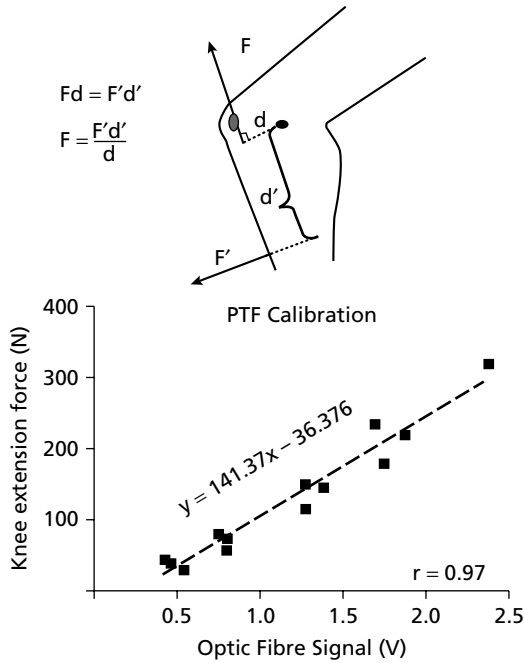 F
Fd = F′d′
F = F′d′
d
d
d′
F′
PTF Calibration
400
300
200
100
Knee extension force (N)
y = 141.37x − 36.376
r = 0.97
0.5 1.0 1.5 2.0 2.5
Optic Fibre Signal (V)